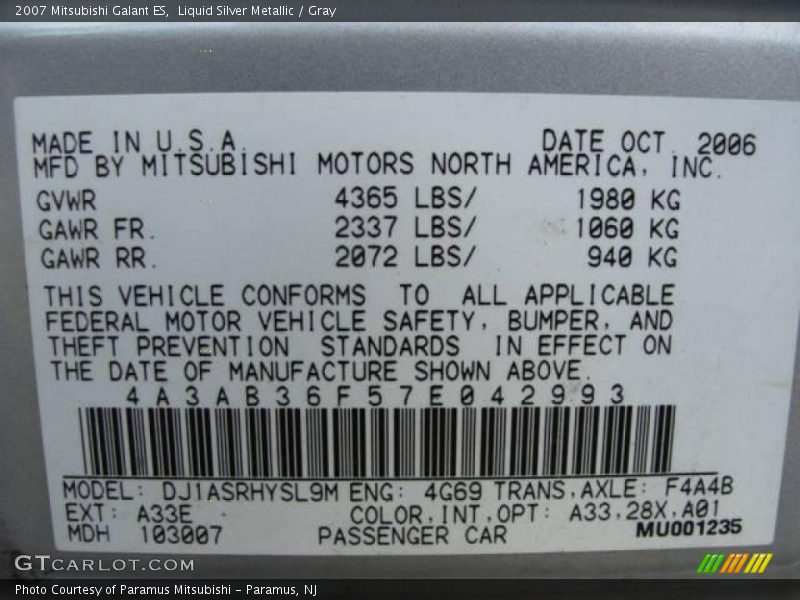 2007 Mitsubishi Galant ES, Liquid Silver Metallic / Gray
MADE IN U.S.A. DATE OCT. 2006
MFD BY MITSUBISHI MOTORS NORTH AMERICA, INC.
GVWR 4365 LBS/ 1980 KG
GAWR FR. 2337 LBS/ 1060 KG
GAWR RR. 2072 LBS/ 940 KG
THIS VEHICLE CONFORMS TO ALL APPLICABLE
FEDERAL MOTOR VEHICLE SAFETY, BUMPER, AND
THEFT PREVENTION STANDARDS IN EFFECT ON
THE DATE OF MANUFACTURE SHOWN ABOVE.
4A3AB36F57E042993
MODEL: DJ1ASRHYSL9M ENG: 4G69 TRANS,AXLE: F4A4B
EXT: A33E COLOR,INT,OPT: A33,28X,A01
MDH 103007 PASSENGER CAR MU001235
GTCARLOT.COM
Photo Courtesy of Paramus Mitsubishi - Paramus, NJ